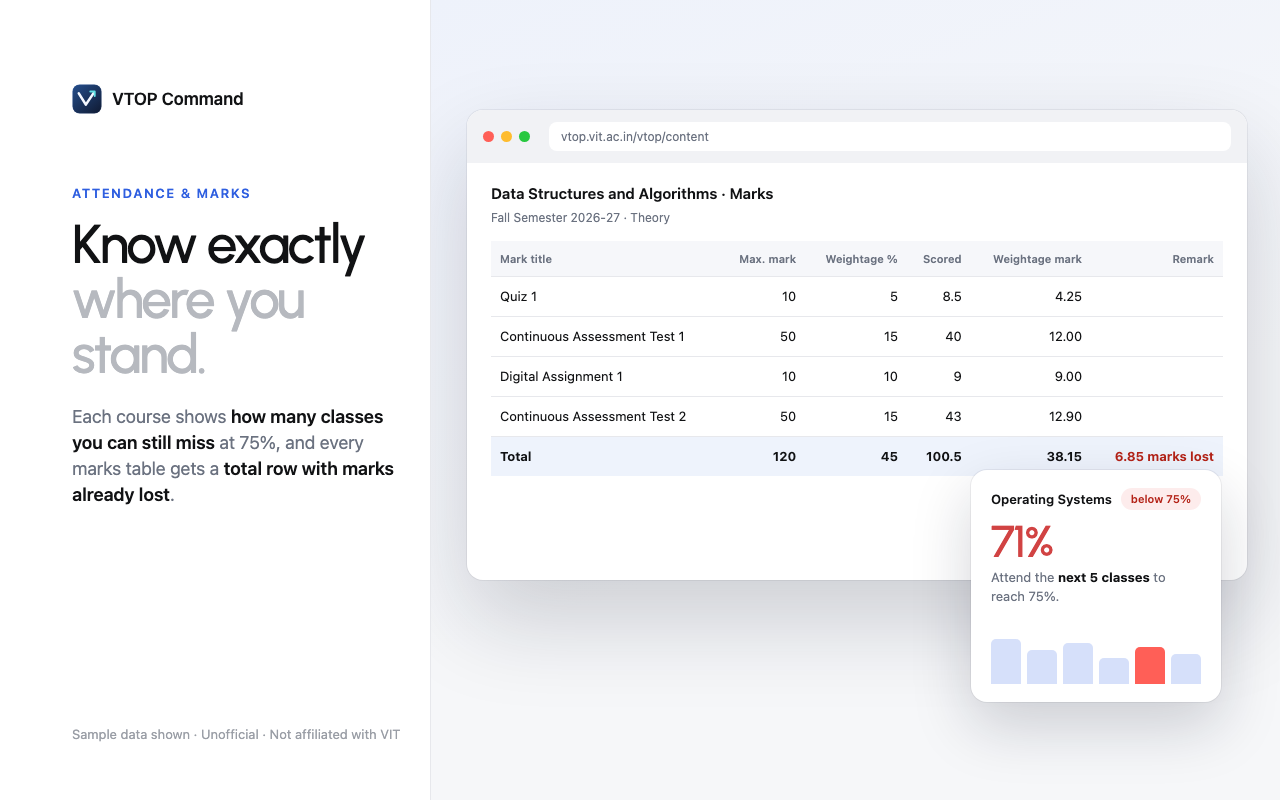 VTOP Command
ATTENDANCE & MARKS
Know exactly
where you
stand.
Each course shows how many classes
you can still miss at 75%, and every
marks table gets a total row with marks
already lost.
Sample data shown · Unofficial · Not affiliated with VIT
vtop.vit.ac.in/vtop/content
Data Structures and Algorithms · Marks
Fall Semester 2026-27 · Theory
Mark title Max. mark Weightage % Scored Weightage mark Remark
Quiz 1 10 5 8.5 4.25
Continuous Assessment Test 1 50 15 40 12.00
Digital Assignment 1 10 10 9 9.00
Continuous Assessment Test 2 50 15 43 12.90
Total 120 45 100.5 38.15 6.85 marks lost
Operating Systems below 75%
71%
Attend the next 5 classes to
reach 75%.